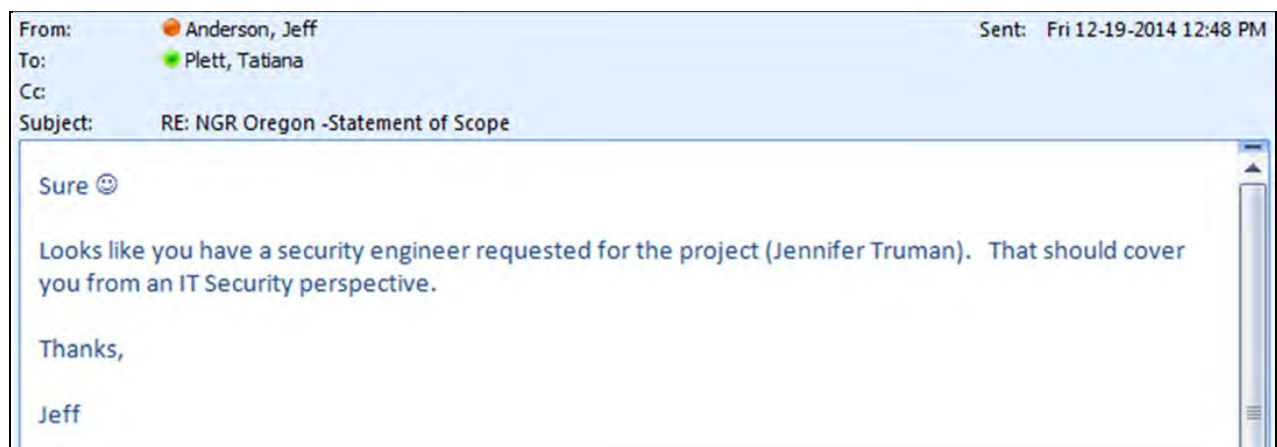 From: Anderson, Jeff Sent: Fri 12-19-2014 12:48 PM
To: Plett, Tatiana
Cc:
Subject: RE: NGR Oregon -Statement of Scope
Sure ☺
Looks like you have a security engineer requested for the project (Jennifer Truman). That should cover
you from an IT Security perspective.
Thanks,
Jeff